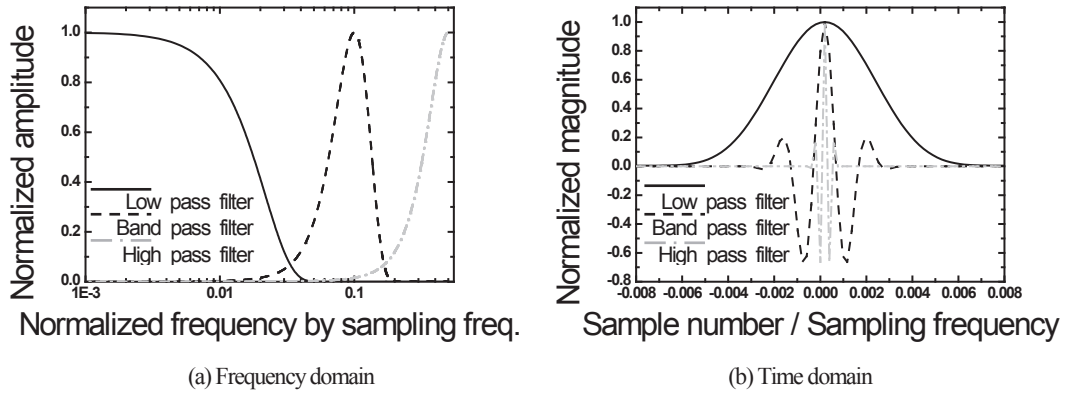 Normalized amplitude
1.0
0.8
0.6
0.4
0.2
0.0
Low pass filter
Band pass filter
High pass filter
1E-3 0.01 0.1
Normalized frequency by sampling freq.
(a) Frequency domain
Normalized magnitude
1.0
0.8
0.6
0.4
0.2
0.0
-0.2
-0.4
-0.6
-0.8
Low pass filter
Band pass filter
High pass filter
-0.008 -0.006 -0.004 -0.002 0.000 0.002 0.004 0.006 0.008
Sample number / Sampling frequency
(b) Time domain